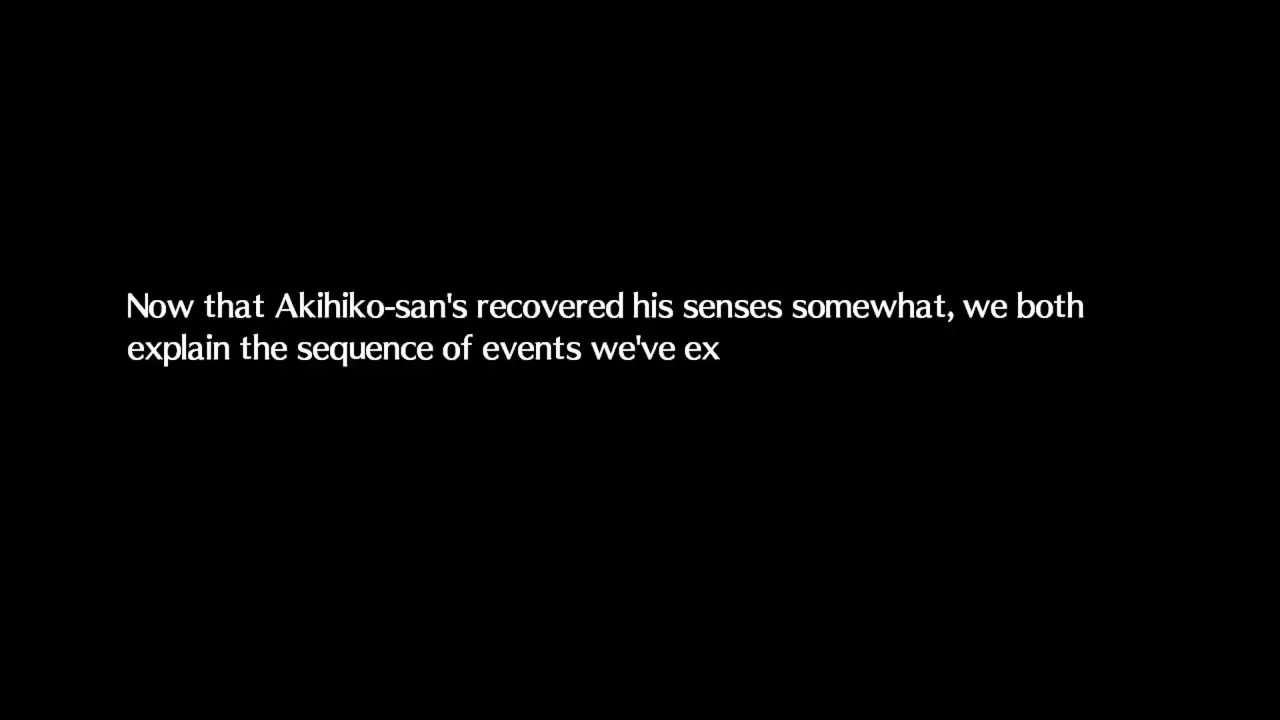 Now that Akihiko-san's recovered his senses somewhat, we both
explain the sequence of events we've ex